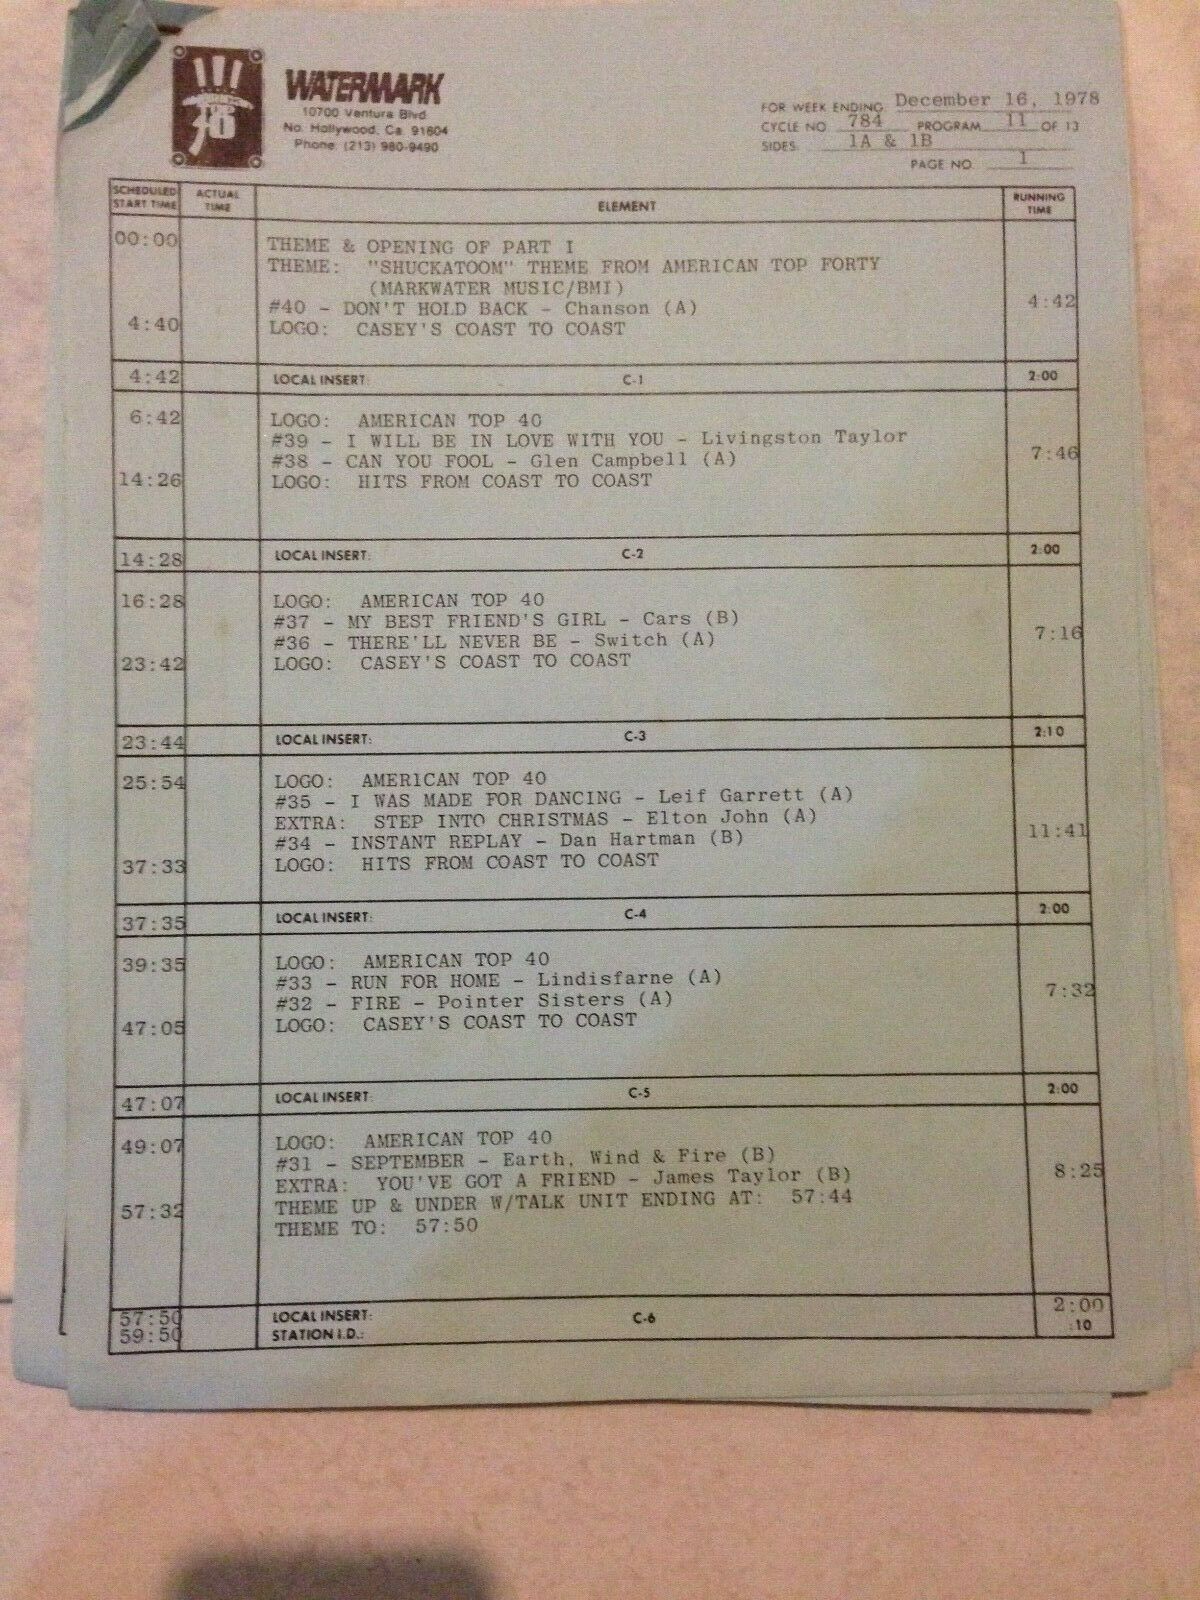 WATERMARK
10700 Ventura Blvd
No. Hollywood, Ca. 91604
Phone (213) 980-9490
FOR WEEK ENDING December 16, 1978
CYCLE NO. 784 PROGRAM 11 OF 13
SIDES 1A & 1B
PAGE NO. 1
SCHEDULED START TIME ACTUAL TIME ELEMENT RUNNING TIME
00:00 THEME & OPENING OF PART I
THEME: "SHUCKATOOM" THEME FROM AMERICAN TOP FORTY
(MARKWATER MUSIC/BMI)
#40 - DON'T HOLD BACK - Chanson (A) 4:42
4:40 LOGO: CASEY'S COAST TO COAST
4:42 LOCAL INSERT: C-1 2:00
6:42 LOGO: AMERICAN TOP 40
#39 - I WILL BE IN LOVE WITH YOU - Livingston Taylor
#38 - CAN YOU FOOL - Glen Campbell (A) 7:46
14:26 LOGO: HITS FROM COAST TO COAST
14:28 LOCAL INSERT: C-2 2:00
16:28 LOGO: AMERICAN TOP 40
#37 - MY BEST FRIEND'S GIRL - Cars (B)
#36 - THERE'LL NEVER BE - Switch (A) 7:16
23:42 LOGO: CASEY'S COAST TO COAST
23:44 LOCAL INSERT: C-3 2:10
25:54 LOGO: AMERICAN TOP 40
#35 - I WAS MADE FOR DANCING - Leif Garrett (A)
EXTRA: STEP INTO CHRISTMAS - Elton John (A)
#34 - INSTANT REPLAY - Dan Hartman (B) 11:41
37:33 LOGO: HITS FROM COAST TO COAST
37:35 LOCAL INSERT: C-4 2:00
39:35 LOGO: AMERICAN TOP 40
#33 - RUN FOR HOME - Lindisfarne (A)
#32 - FIRE - Pointer Sisters (A) 7:32
47:05 LOGO: CASEY'S COAST TO COAST
47:07 LOCAL INSERT: C-5 2:00
49:07 LOGO: AMERICAN TOP 40
#31 - SEPTEMBER - Earth, Wind & Fire (B)
EXTRA: YOU'VE GOT A FRIEND - James Taylor (B) 8:25
57:32 THEME UP & UNDER W/TALK UNIT ENDING AT: 57:44
THEME TO: 57:50
57:50 LOCAL INSERT: C-6 2:00
59:50 STATION I.D.: :10